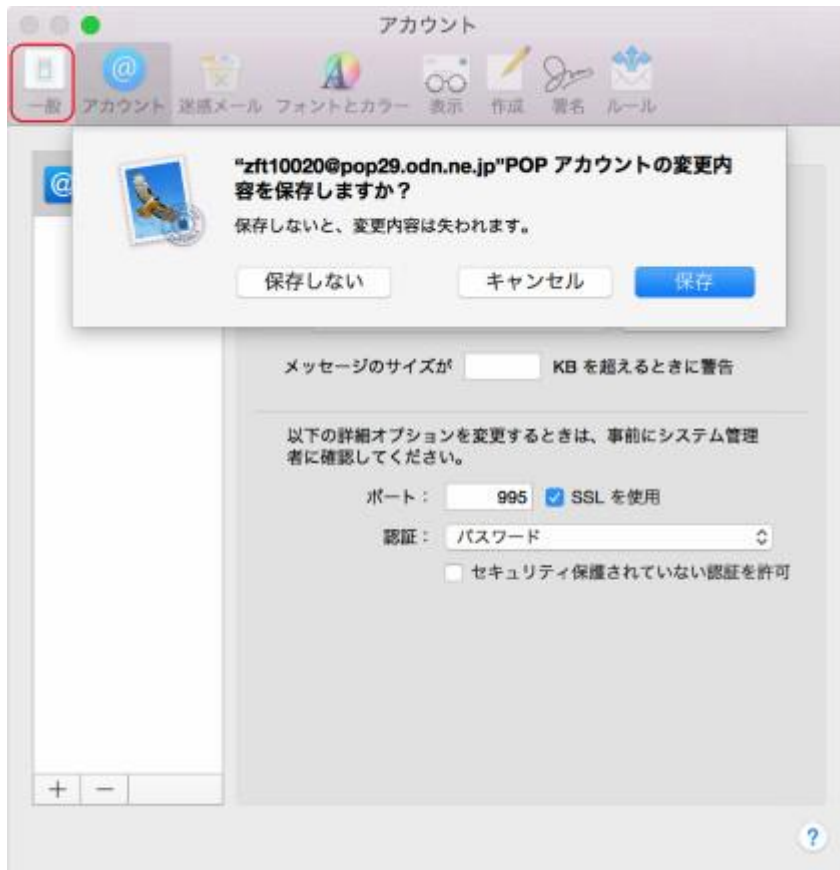 アカウント
一般 アカウント 迷惑メール フォントとカラー 表示 作成 署名 ルール
"zft10020@pop29.odn.ne.jp"POP アカウントの変更内
容を保存しますか？
保存しないと、変更内容は失われます。
保存しない キャンセル 保存
メッセージのサイズが KB を超えるときに警告
以下の詳細オプションを変更するときは、事前にシステム管理
者に確認してください。
ポート： 995 SSL を使用
認証： パスワード
セキュリティ保護されていない認証を許可